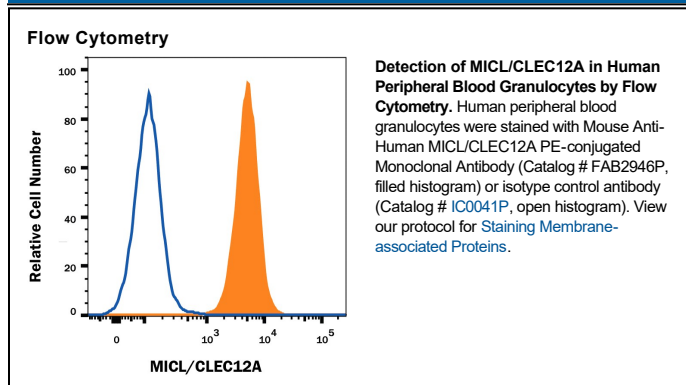 Flow Cytometry
100
80
60
40
20
0
Relative Cell Number
0 10^3 10^4 10^5
MICL/CLEC12A
Detection of MICL/CLEC12A in Human
Peripheral Blood Granulocytes by Flow
Cytometry. Human peripheral blood
granulocytes were stained with Mouse Anti-
Human MICL/CLEC12A PE-conjugated
Monoclonal Antibody (Catalog # FAB2946P,
filled histogram) or isotype control antibody
(Catalog # IC0041P, open histogram). View
our protocol for Staining Membrane-
associated Proteins.